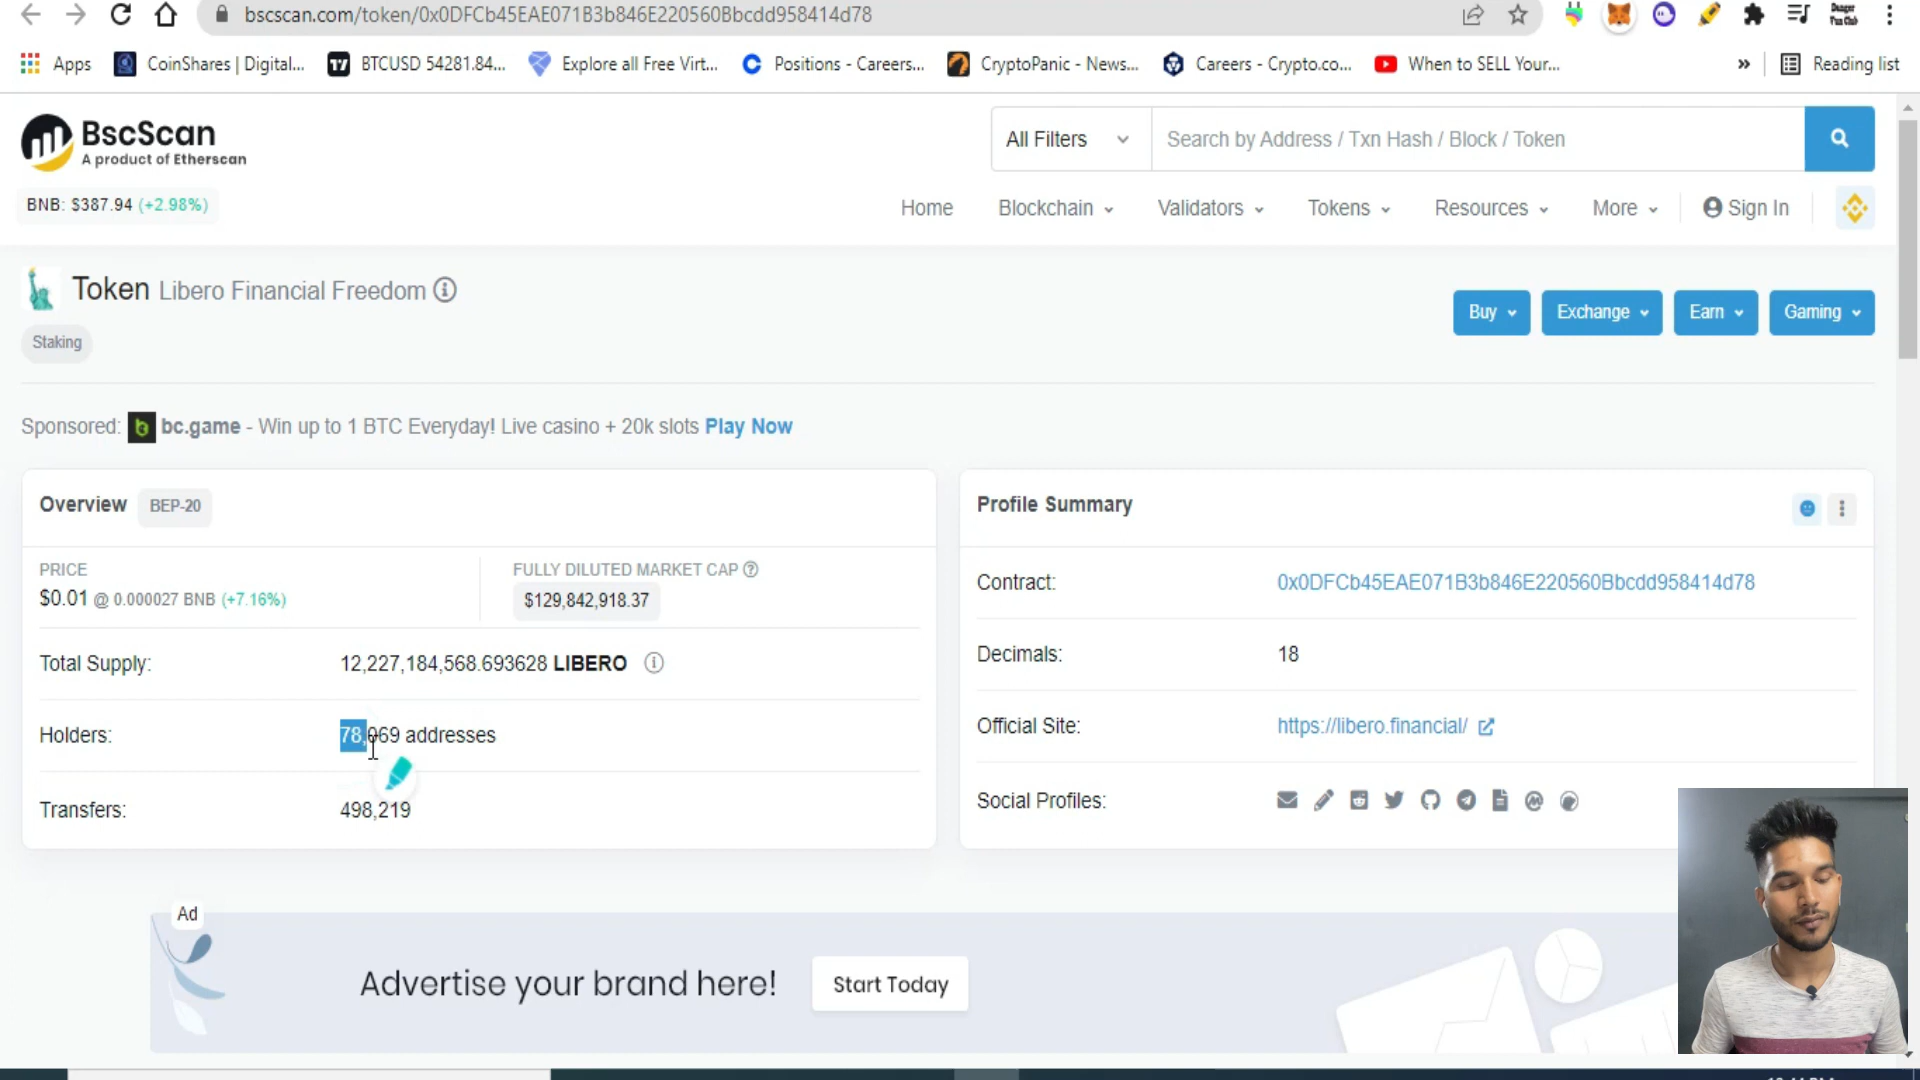 bscscan.com/token/0x0DFCb45EAE071B3b846E220560Bbcdd958414d78
Apps CoinShares | Digital... BTCUSD 54281.84... Explore all Free Virt... Positions - Careers... CryptoPanic - News... Careers - Crypto.co... When to SELL Your... » Reading list
BscScan
A product of Etherscan
All Filters Search by Address / Txn Hash / Block / Token
BNB: $387.94 (+2.98%)
Home Blockchain Validators Tokens Resources More Sign In
Token Libero Financial Freedom
Staking
Buy Exchange Earn Gaming
Sponsored: bc.game - Win up to 1 BTC Everyday! Live casino + 20k slots Play Now
Overview BEP-20
PRICE
$0.01 @ 0.000027 BNB (+7.16%)
FULLY DILUTED MARKET CAP
$129,842,918.37
Total Supply: 12,227,184,568.693628 LIBERO
Holders: 78,069 addresses
Transfers: 498,219
Profile Summary
Contract: 0x0DFCb45EAE071B3b846E220560Bbcdd958414d78
Decimals: 18
Official Site: https://libero.financial/
Social Profiles:
Ad
Advertise your brand here! Start Today